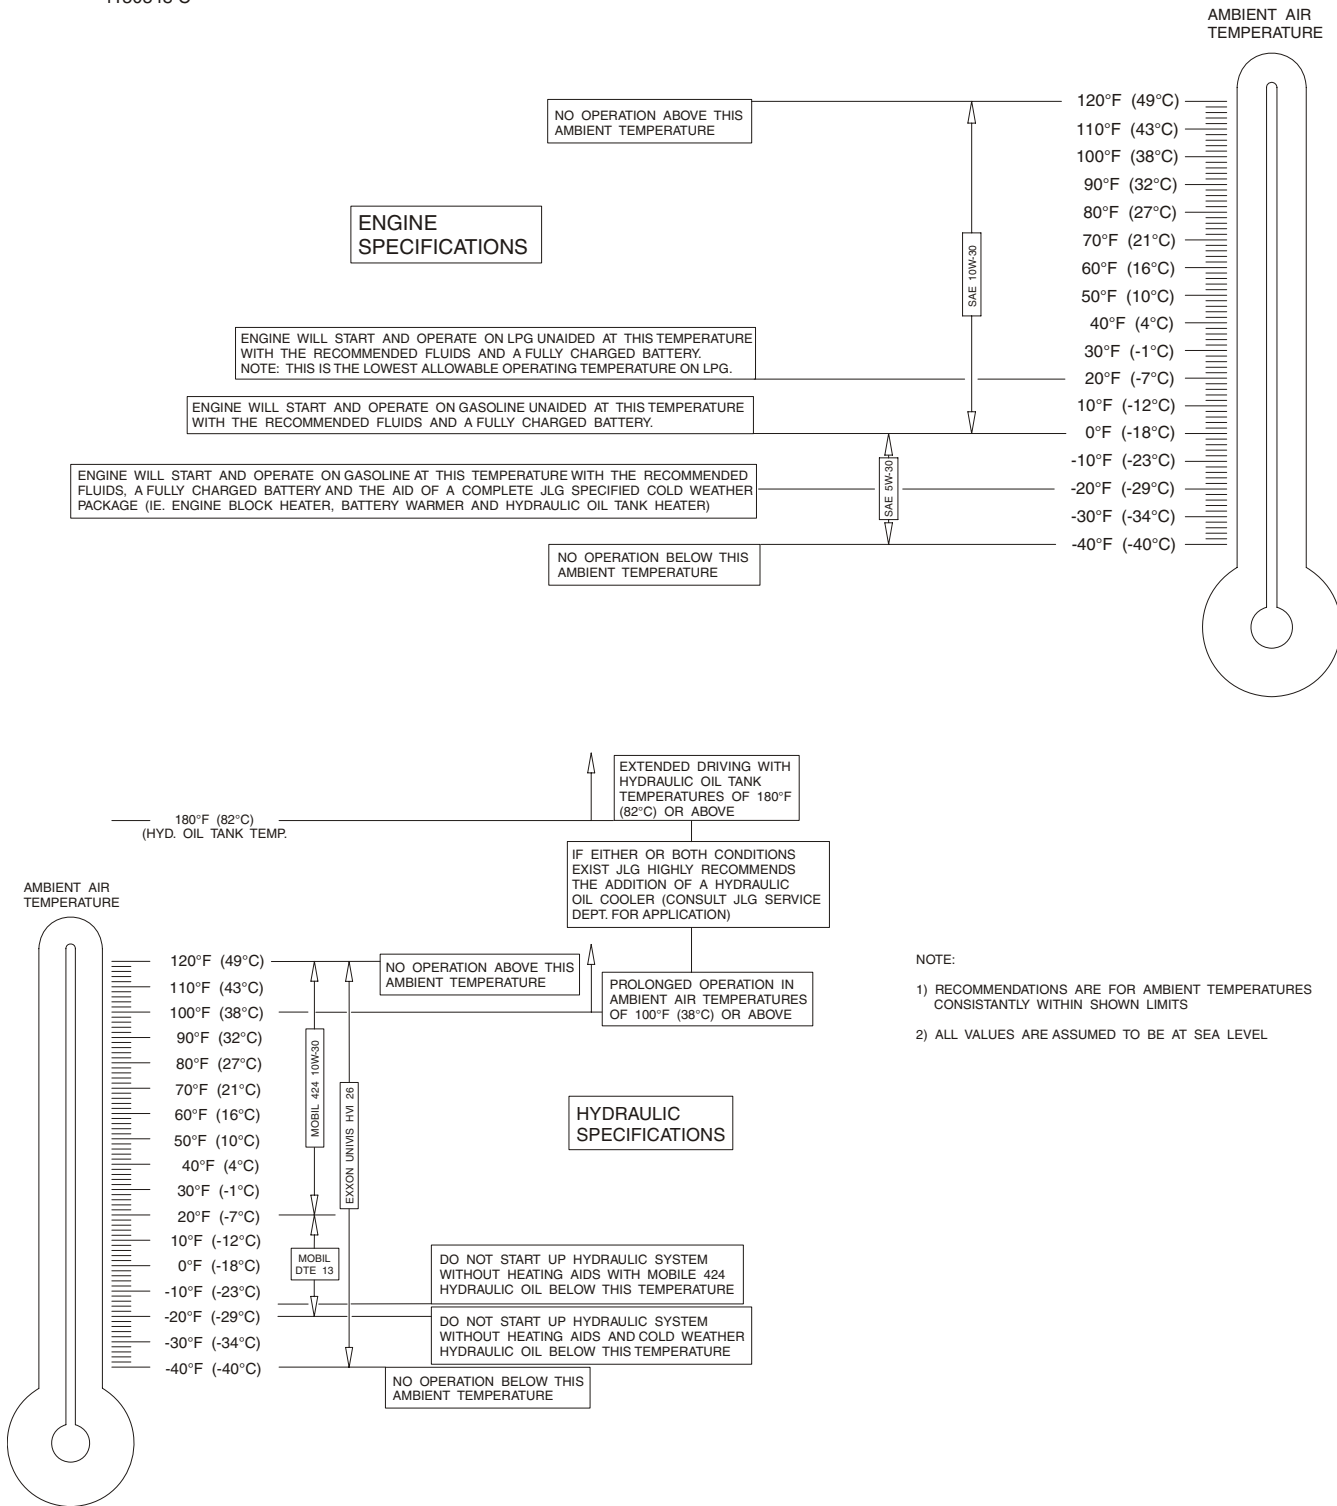 AMBIENT AIR
TEMPERATURE
120°F (49°C)
110°F (43°C)
100°F (38°C)
90°F (32°C)
80°F (27°C)
70°F (21°C)
60°F (16°C)
50°F (10°C)
40°F (4°C)
30°F (-1°C)
20°F (-7°C)
10°F (-12°C)
0°F (-18°C)
-10°F (-23°C)
-20°F (-29°C)
-30°F (-34°C)
-40°F (-40°C)
NO OPERATION ABOVE THIS
AMBIENT TEMPERATURE
ENGINE
SPECIFICATIONS
SAE 10W-30
ENGINE WILL START AND OPERATE ON LPG UNAIDED AT THIS TEMPERATURE
WITH THE RECOMMENDED FLUIDS AND A FULLY CHARGED BATTERY.
NOTE: THIS IS THE LOWEST ALLOWABLE OPERATING TEMPERATURE ON LPG.
ENGINE WILL START AND OPERATE ON GASOLINE UNAIDED AT THIS TEMPERATURE
WITH THE RECOMMENDED FLUIDS AND A FULLY CHARGED BATTERY.
ENGINE WILL START AND OPERATE ON GASOLINE AT THIS TEMPERATURE WITH THE RECOMMENDED
FLUIDS, A FULLY CHARGED BATTERY AND THE AID OF A COMPLETE JLG SPECIFIED COLD WEATHER
PACKAGE (IE. ENGINE BLOCK HEATER, BATTERY WARMER AND HYDRAULIC OIL TANK HEATER)
SAE 5W-30
NO OPERATION BELOW THIS
AMBIENT TEMPERATURE
EXTENDED DRIVING WITH
HYDRAULIC OIL TANK
TEMPERATURES OF 180°F
(82°C) OR ABOVE
180°F (82°C)
(HYD. OIL TANK TEMP.
IF EITHER OR BOTH CONDITIONS
EXIST JLG HIGHLY RECOMMENDS
THE ADDITION OF A HYDRAULIC
OIL COOLER (CONSULT JLG SERVICE
DEPT. FOR APPLICATION)
AMBIENT AIR
TEMPERATURE
120°F (49°C)
110°F (43°C)
100°F (38°C)
90°F (32°C)
80°F (27°C)
70°F (21°C)
60°F (16°C)
50°F (10°C)
40°F (4°C)
30°F (-1°C)
20°F (-7°C)
10°F (-12°C)
0°F (-18°C)
-10°F (-23°C)
-20°F (-29°C)
-30°F (-34°C)
-40°F (-40°C)
NO OPERATION ABOVE THIS
AMBIENT TEMPERATURE
PROLONGED OPERATION IN
AMBIENT AIR TEMPERATURES
OF 100°F (38°C) OR ABOVE
MOBIL 424 10W-30
EXXON UNIVIS HVI 26
MOBIL
DTE 13
HYDRAULIC
SPECIFICATIONS
DO NOT START UP HYDRAULIC SYSTEM
WITHOUT HEATING AIDS WITH MOBILE 424
HYDRAULIC OIL BELOW THIS TEMPERATURE
DO NOT START UP HYDRAULIC SYSTEM
WITHOUT HEATING AIDS AND COLD WEATHER
HYDRAULIC OIL BELOW THIS TEMPERATURE
NO OPERATION BELOW THIS
AMBIENT TEMPERATURE
NOTE:
1) RECOMMENDATIONS ARE FOR AMBIENT TEMPERATURES
CONSISTANTLY WITHIN SHOWN LIMITS
2) ALL VALUES ARE ASSUMED TO BE AT SEA LEVEL